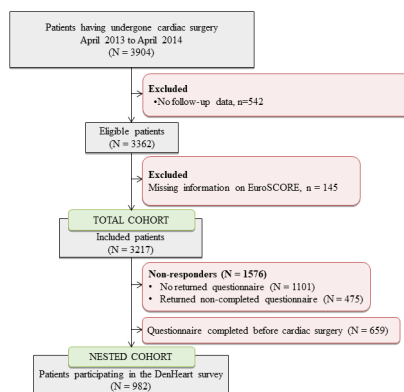 Patients having undergone cardiac surgery
April 2013 to April 2014
(N = 3904)
Excluded
•No follow-up data, n=542
Eligible patients
(N = 3362)
Excluded
Missing information on EuroSCORE, n = 145
TOTAL COHORT
Included patients
(N = 3217)
Non-responders (N = 1576)
• No returned questionnaire (N = 1101)
• Returned non-completed questionnaire (N = 475)
Questionnaire completed before cardiac surgery (N = 659)
NESTED COHORT
Patients participating in the DenHeart survey
(N = 982)